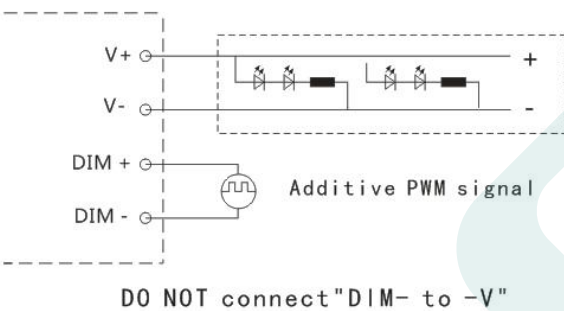 V+
+
V-
-
DIM +
Additive PWM signal
DIM -
DO NOT connect"DIM- to -V"